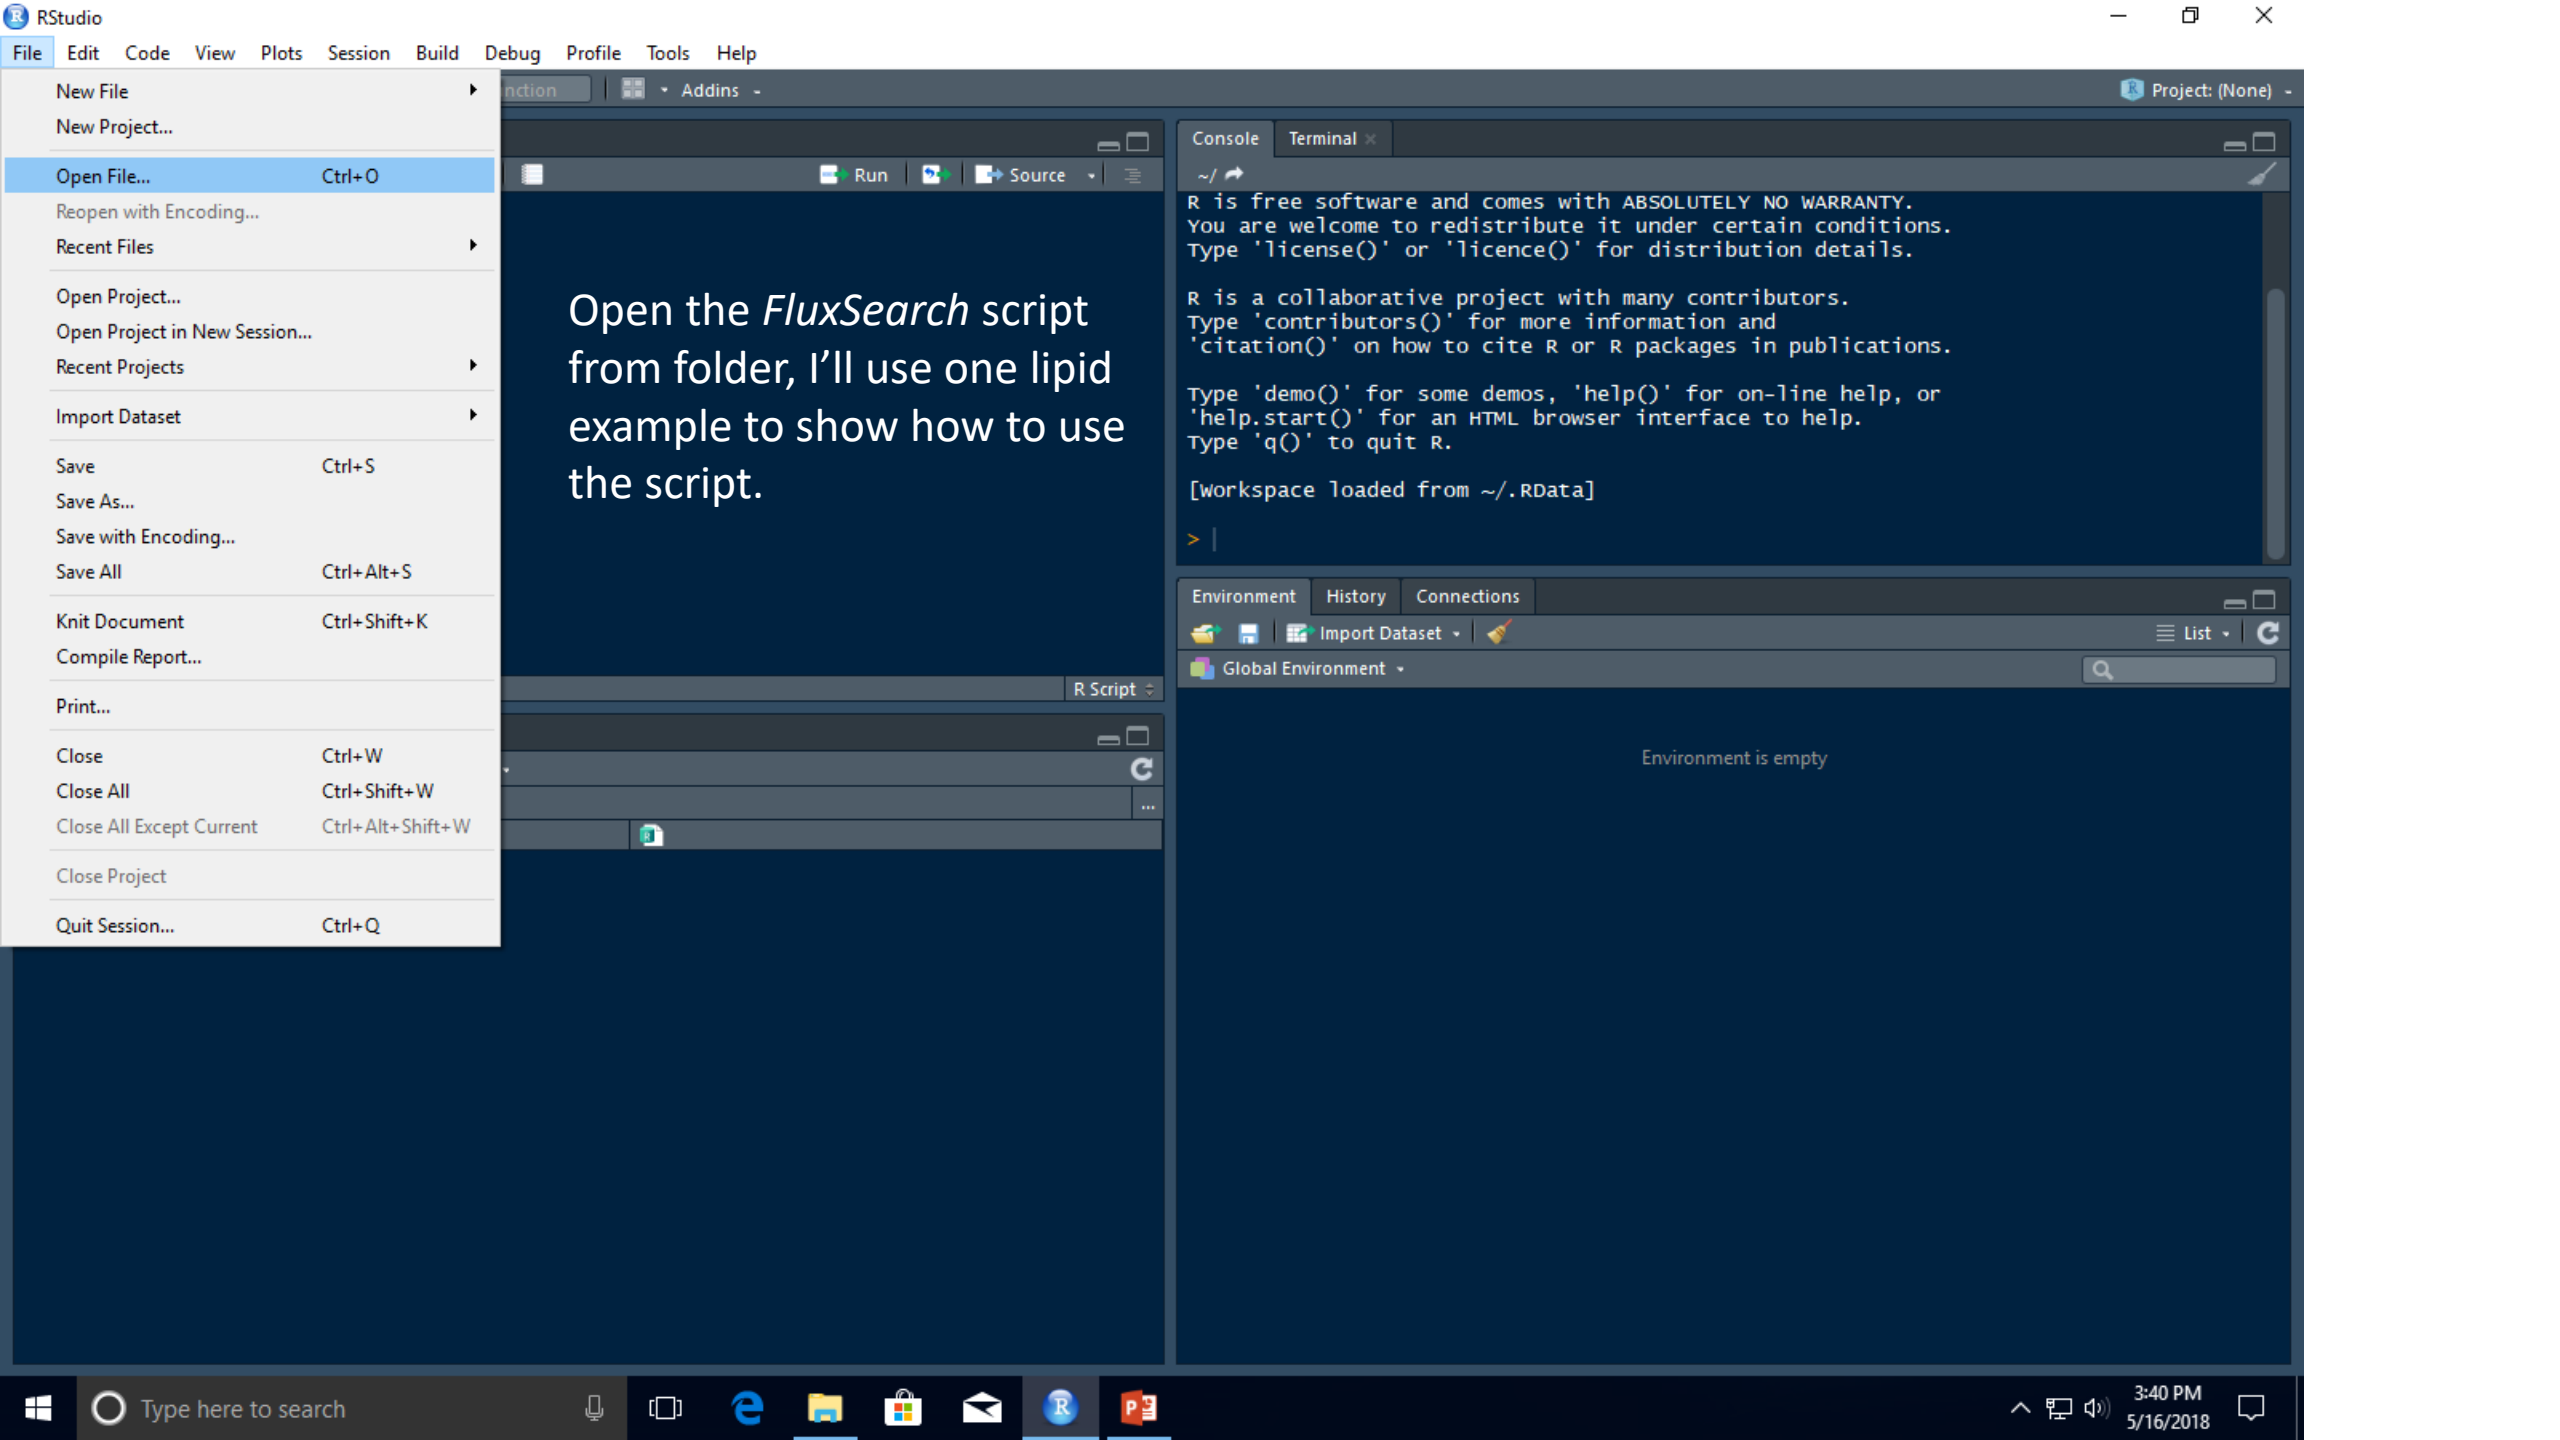 RStudio
File Edit Code View Plots Session Build Debug Profile Tools Help
New File
New Project...
Open File... Ctrl+O
Reopen with Encoding...
Recent Files
Open Project...
Open Project in New Session...
Recent Projects
Import Dataset
Save Ctrl+S
Save As...
Save with Encoding...
Save All Ctrl+Alt+S
Knit Document Ctrl+Shift+K
Compile Report...
Print...
Close Ctrl+W
Close All Ctrl+Shift+W
Close All Except Current Ctrl+Alt+Shift+W
Close Project
Quit Session... Ctrl+Q
nction Addins
Project: (None)
Run Source
Open the FluxSearch script
from folder, I’ll use one lipid
example to show how to use
the script.
R Script
...
Console Terminal
~/
R is free software and comes with ABSOLUTELY NO WARRANTY.
You are welcome to redistribute it under certain conditions.
Type 'license()' or 'licence()' for distribution details.
R is a collaborative project with many contributors.
Type 'contributors()' for more information and
'citation()' on how to cite R or R packages in publications.
Type 'demo()' for some demos, 'help()' for on-line help, or
'help.start()' for an HTML browser interface to help.
Type 'q()' to quit R.
[Workspace loaded from ~/.RData]
>
Environment History Connections
Import Dataset List
Global Environment
Environment is empty
Type here to search
3:40 PM
5/16/2018